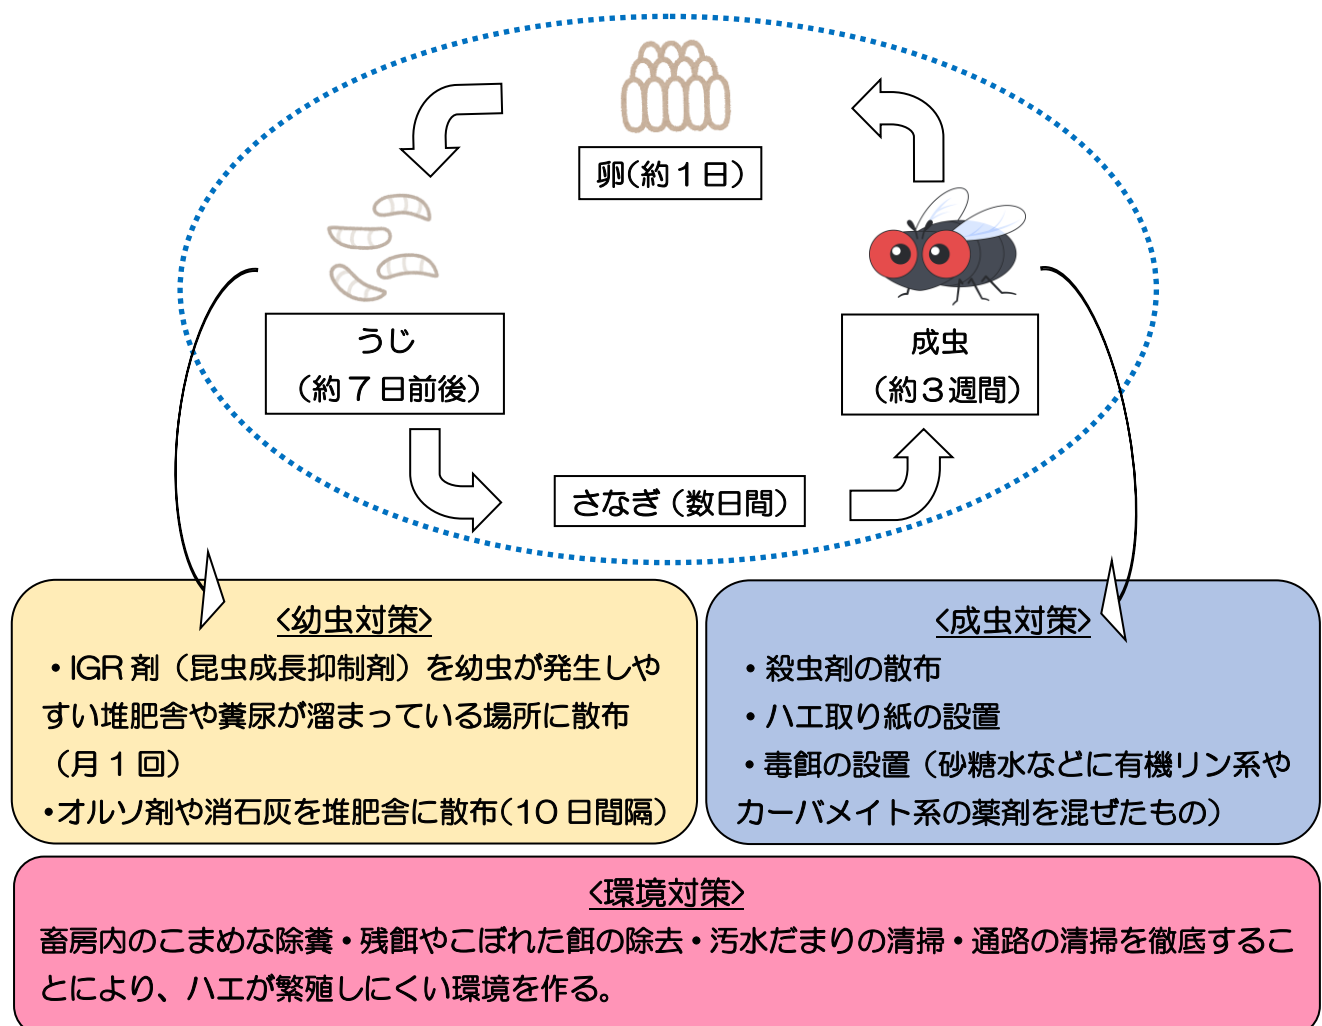 卵(約1日)
うじ
(約7日前後)
成虫
(約3週間)
さなぎ(数日間)
<幼虫対策>
・IGR剤(昆虫成長抑制剤)を幼虫が発生しや
すい堆肥舎や糞尿が溜まっている場所に散布
(月1回)
・オルソ剤や消石灰を堆肥舎に散布(10日間隔)
<成虫対策>
・殺虫剤の散布
・ハエ取り紙の設置
・毒餌の設置(砂糖水などに有機リン系や
カーバメイト系の薬剤を混ぜたもの)
<環境対策>
畜房内のこまめな除糞・残餌やこぼれた餌の除去・汚水だまりの清掃・通路の清掃を徹底するこ
とにより、ハエが繁殖しにくい環境を作る。